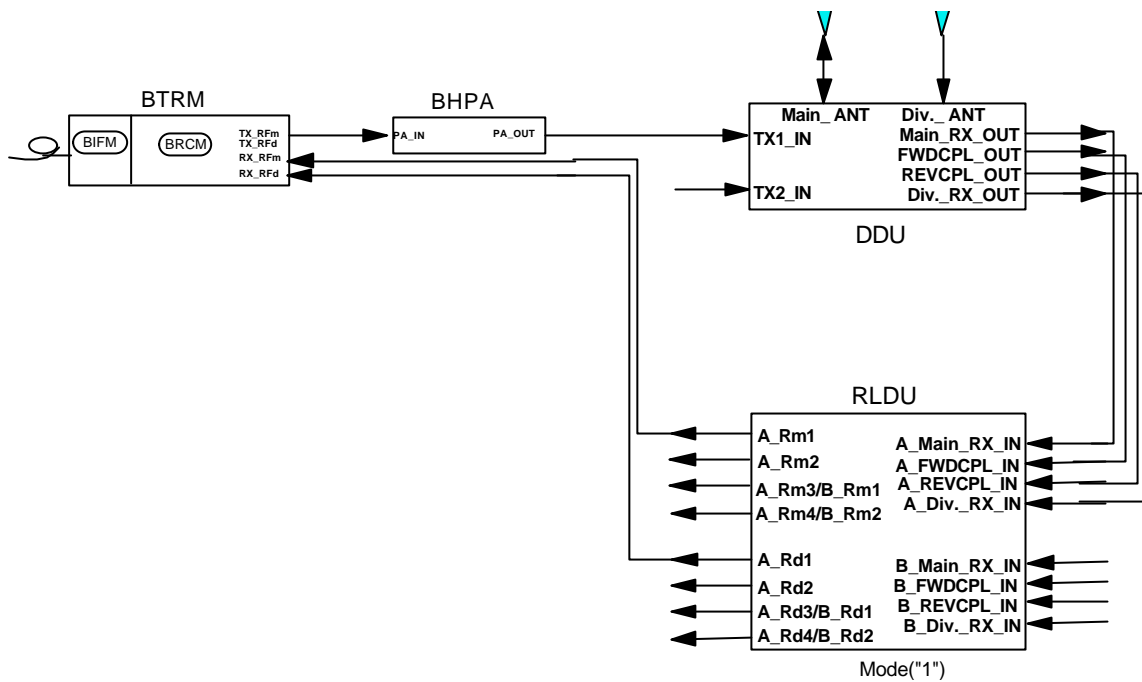 BTRM
BIFM
BRCM
TX_RFm
TX_RFd
RX_RFm
RX_RFd
BHPA
PA_IN
PA_OUT
Main_ ANT
Div._ ANT
TX1_IN
TX2_IN
Main_RX_OUT
FWDCPL_OUT
REVCPL_OUT
Div._RX_OUT
DDU
RLDU
A_Rm1
A_Rm2
A_Rm3/B_Rm1
A_Rm4/B_Rm2
A_Rd1
A_Rd2
A_Rd3/B_Rd1
A_Rd4/B_Rd2
A_Main_RX_IN
A_FWDCPL_IN
A_REVCPL_IN
A_Div._RX_IN
B_Main_RX_IN
B_FWDCPL_IN
B_REVCPL_IN
B_Div._RX_IN
Mode("1")